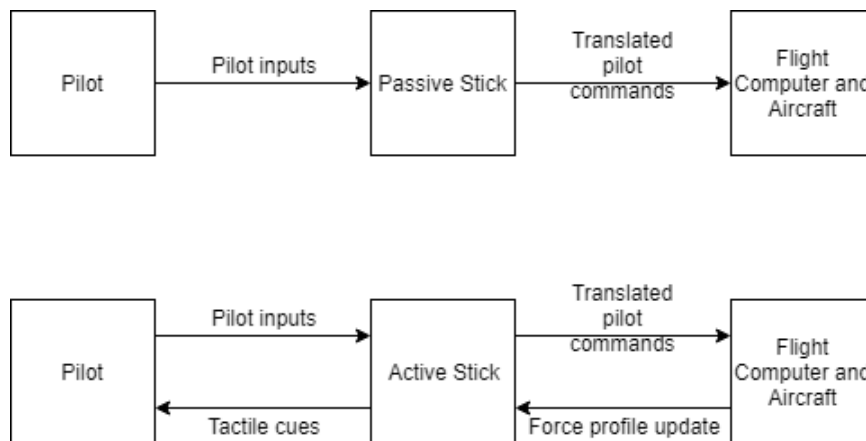 Pilot
Pilot inputs
Passive Stick
Translated
pilot
commands
Flight
Computer and
Aircraft
Pilot
Pilot inputs
Tactile cues
Active Stick
Translated
pilot
commands
Force profile update
Flight
Computer and
Aircraft